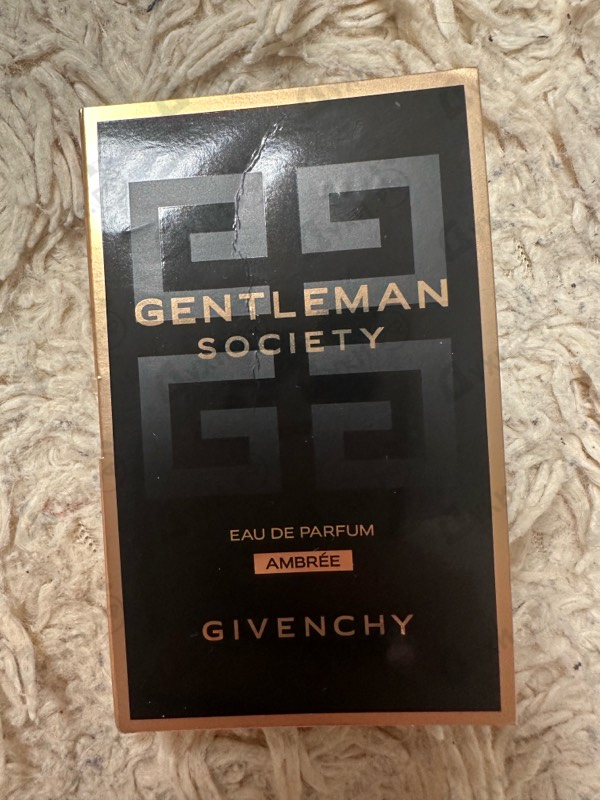 GENTLEMAN
SOCIETY
EAU DE PARFUM
AMBRÉE
GIVENCHY